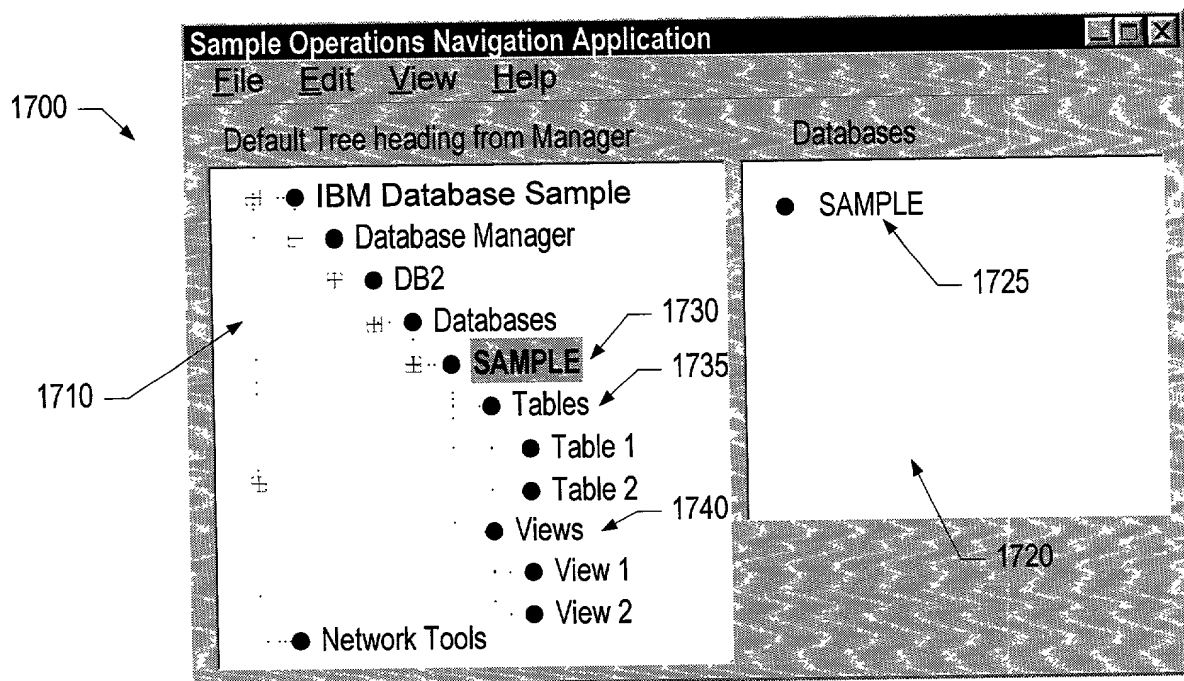 Sample Operations Navigation Application
File Edit View Help
1700
Default Tree heading from Manager
Databases
IBM Database Sample
SAMPLE
Database Manager
DB2
1725
Databases
1730
SAMPLE
1735
1710
Tables
Table 1
Table 2
1740
Views
1720
View 1
View 2
Network Tools